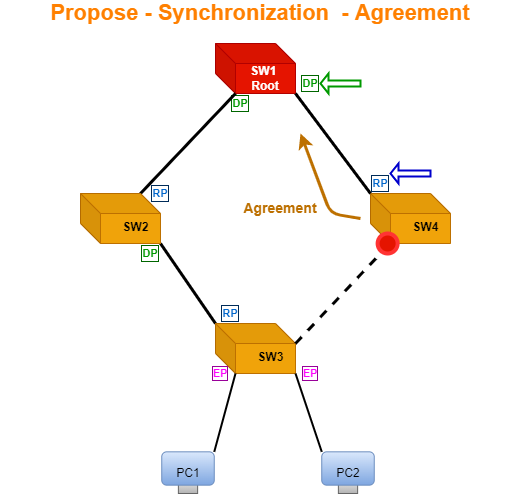 Propose - Synchronization - Agreement
SW1
Root
DP
DP
RP
RP
Agreement
SW2
SW4
DP
RP
SW3
EP
EP
PC1
PC2